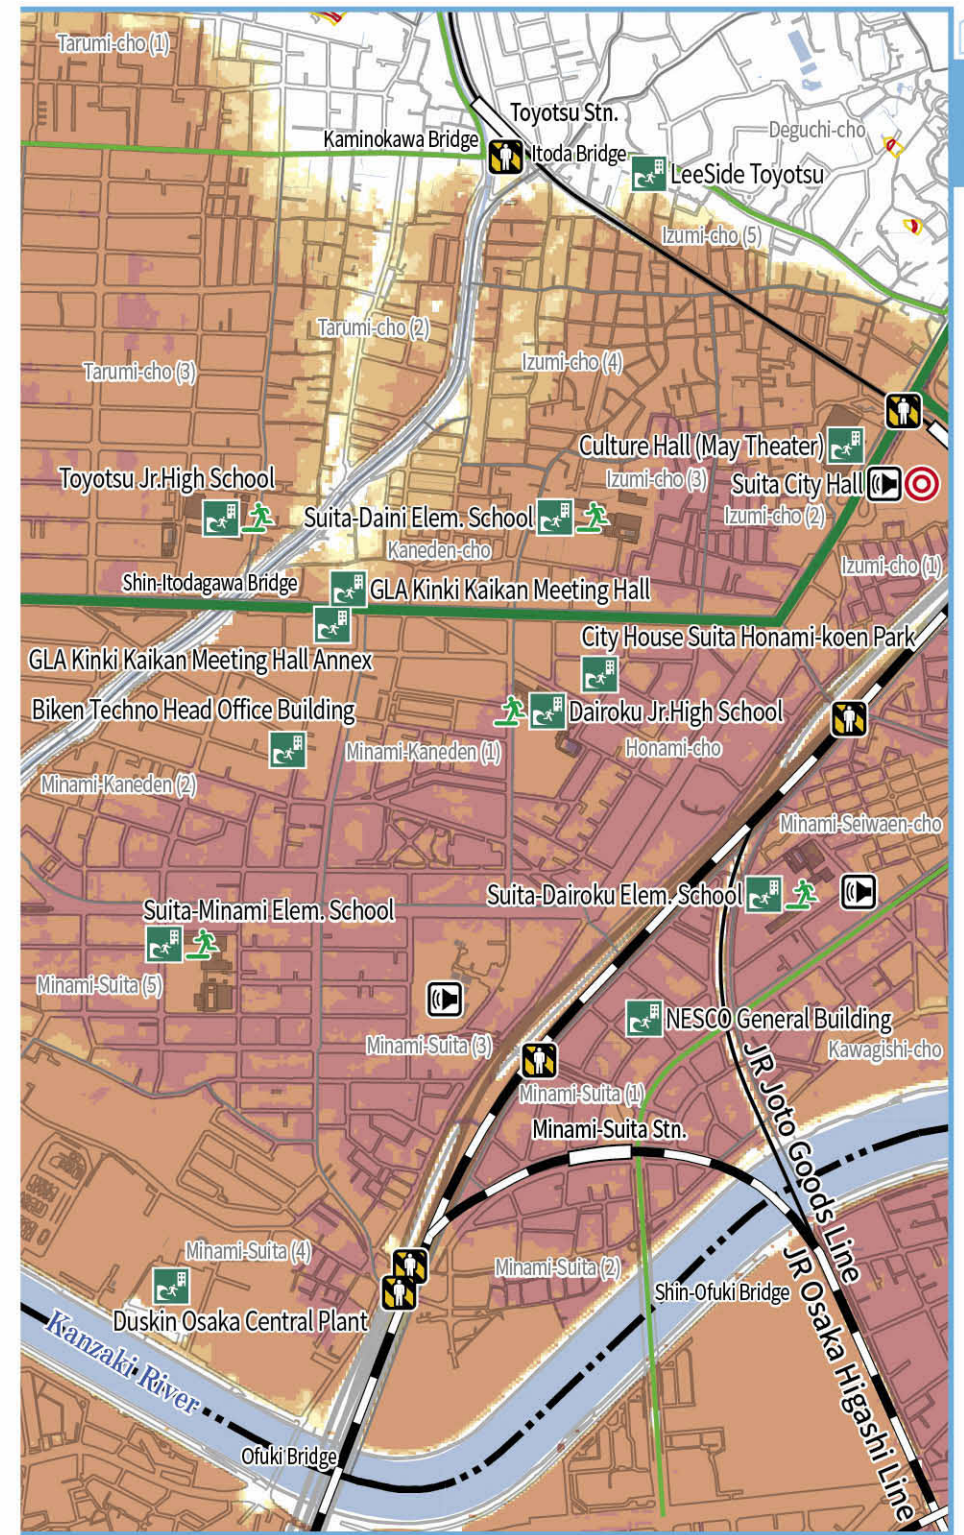 Tarumi-cho (1)
Toyotsu Stn.
Deguchi-cho
Kaminokawa Bridge
Itoda Bridge
LeeSide Toyotsu
Izumi-cho (5)
Tarumi-cho (2)
Izumi-cho (4)
Tarumi-cho (3)
Culture Hall (May Theater)
Toyotsu Jr.High School
Izumi-cho (3)
Suita City Hall
Suita-Daini Elem. School
Izumi-cho (2)
Kaneden-cho
Izumi-cho (1)
Shin-Itodagawa Bridge
GLA Kinki Kaikan Meeting Hall
City House Suita Honami-koen Park
GLA Kinki Kaikan Meeting Hall Annex
Biken Techno Head Office Building
Dairoku Jr.High School
Minami-Kaneden (1)
Honami-cho
Minami-Kaneden (2)
Minami-Seiwaen-cho
Suita-Dairoku Elem. School
Suita-Minami Elem. School
Minami-Suita (5)
NESCO General Building
Minami-Suita (3)
Kawagishi-cho
Minami-Suita (1)
JR Joto Goods Line
Minami-Suita Stn.
Minami-Suita (4)
Minami-Suita (2)
JR Osaka Higashi Line
Shin-Ofuki Bridge
Duskin Osaka Central Plant
Kanzaki River
Ofuki Bridge